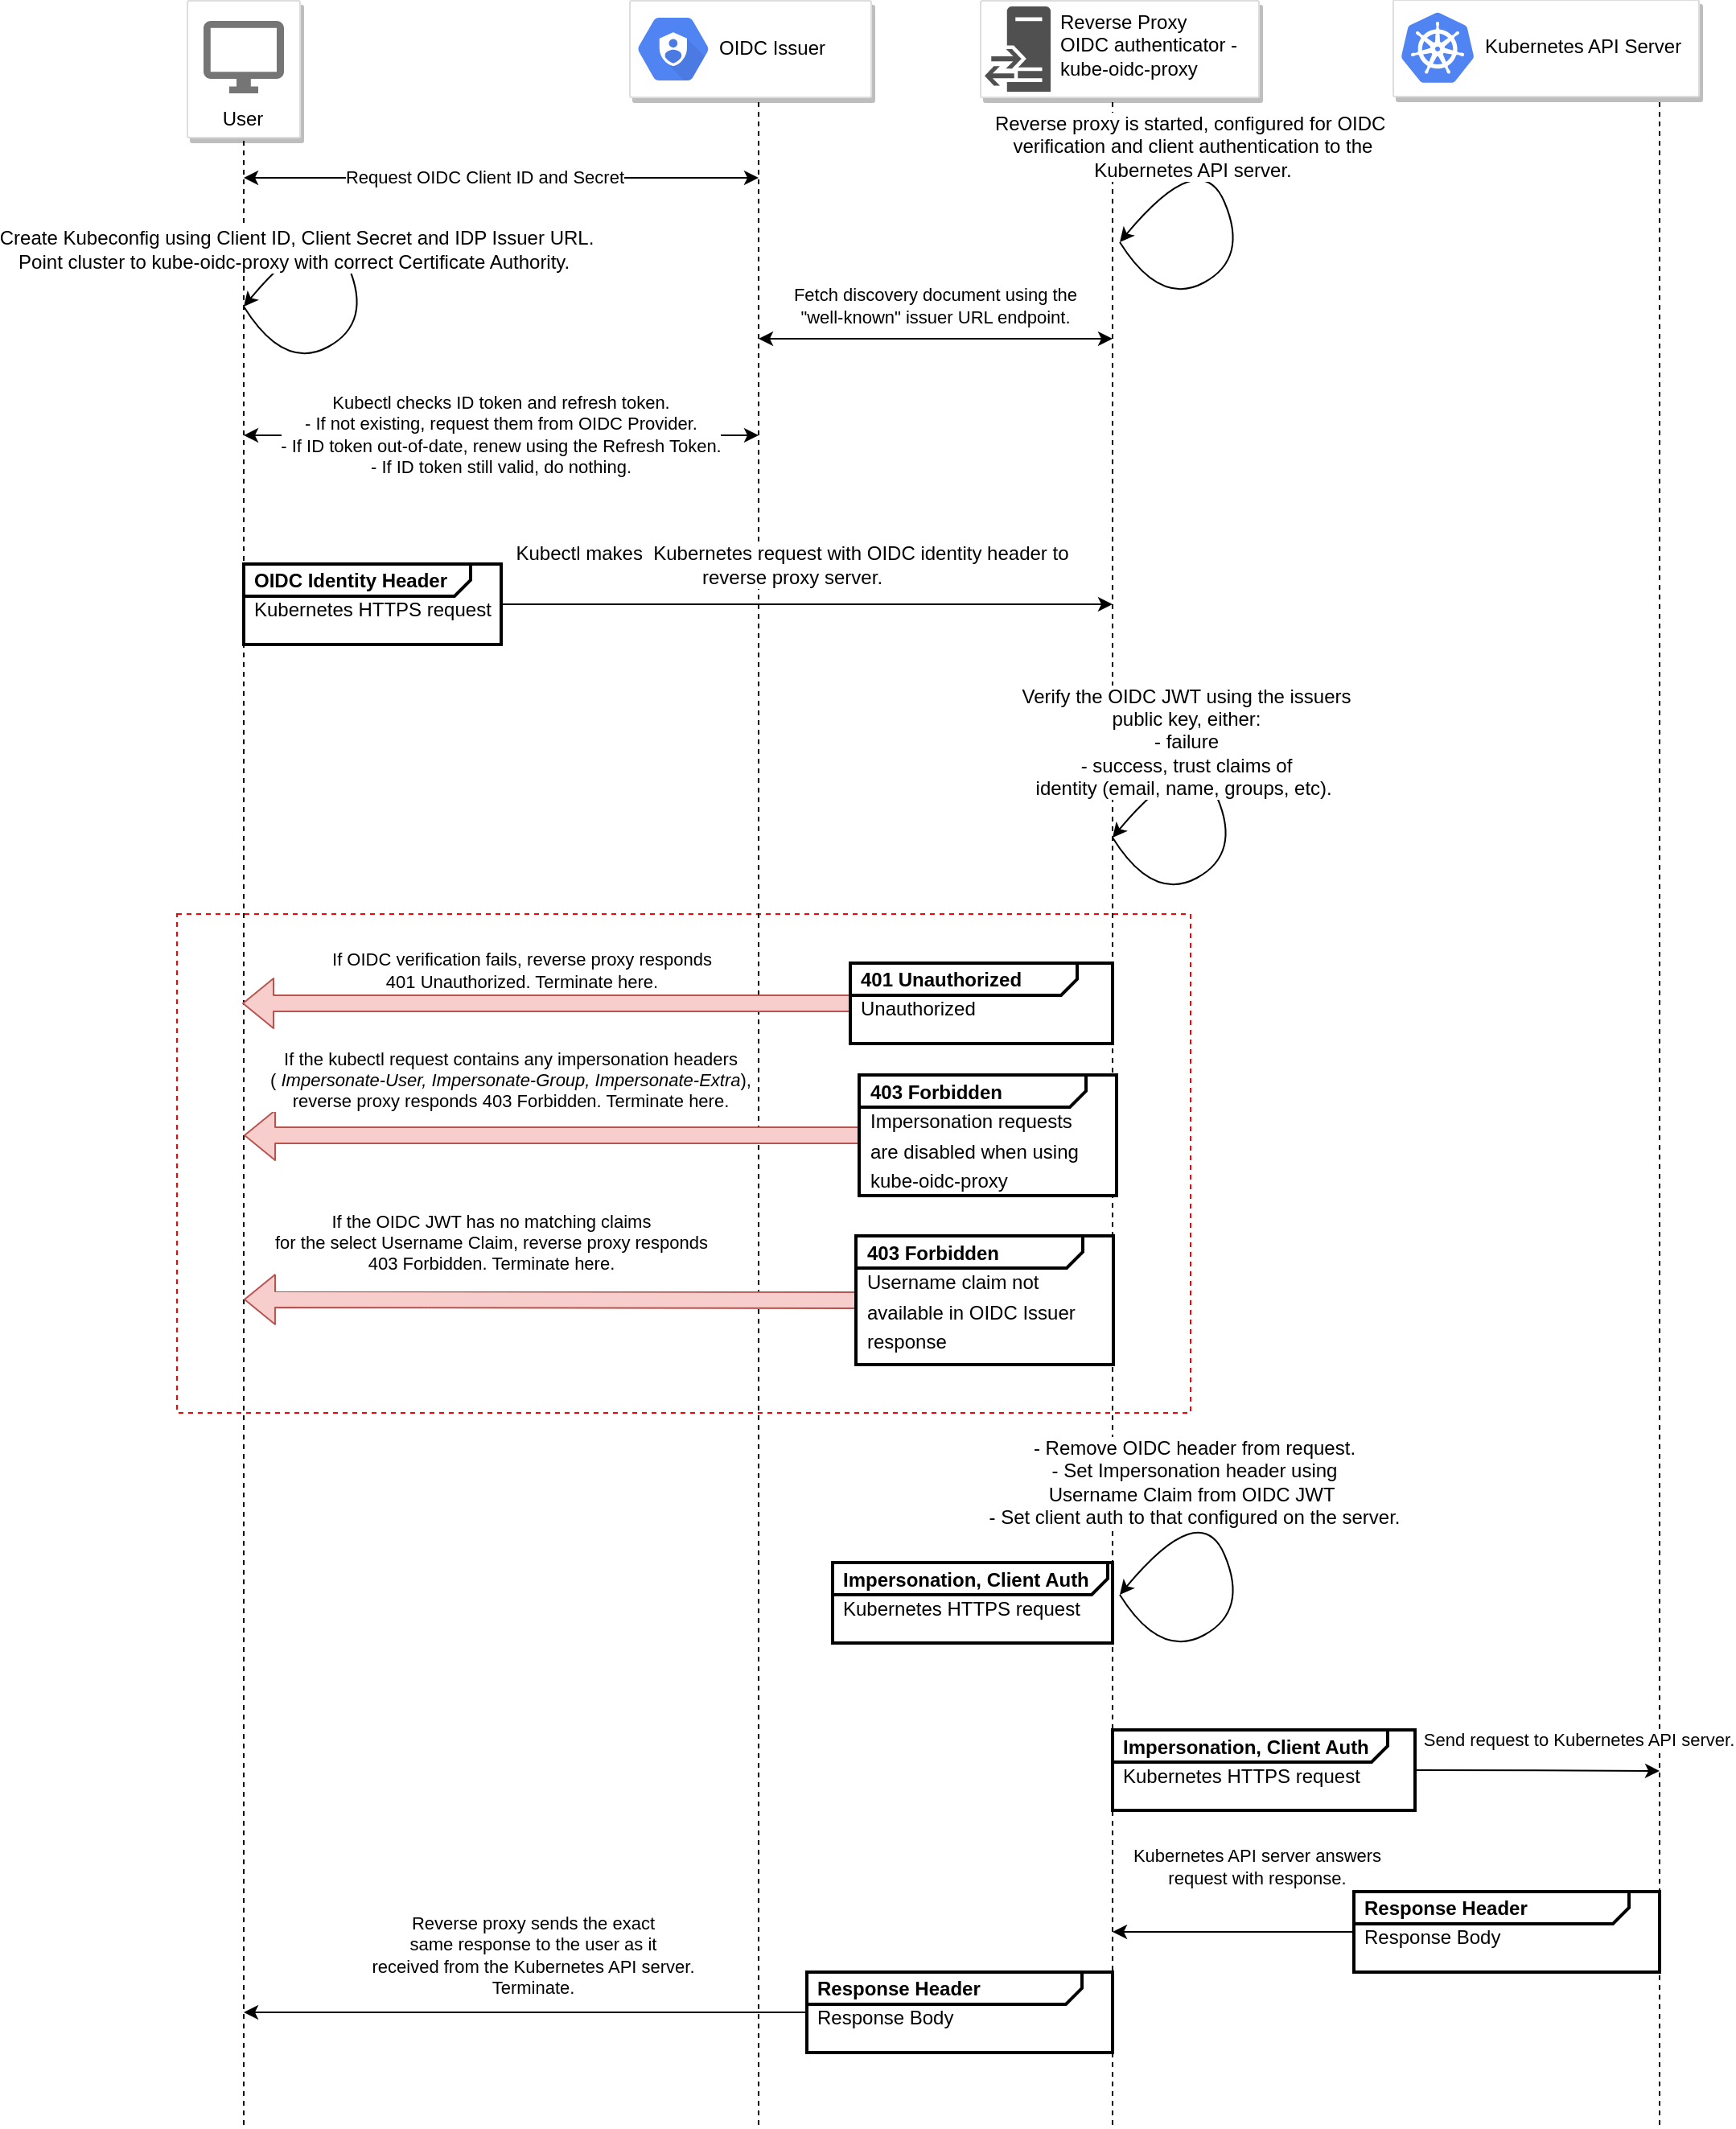 User
OIDC Issuer
Reverse Proxy
OIDC authenticator -
kube-oidc-proxy
Kubernetes API Server
Reverse proxy is started, configured for OIDC
verification and client authentication to the
Kubernetes API server.
Request OIDC Client ID and Secret
Create Kubeconfig using Client ID, Client Secret and IDP Issuer URL.
Point cluster to kube-oidc-proxy with correct Certificate Authority.
Fetch discovery document using the
"well-known" issuer URL endpoint.
Kubectl checks ID token and refresh token.
- If not existing, request them from OIDC Provider.
- If ID token out-of-date, renew using the Refresh Token.
- If ID token still valid, do nothing.
Kubectl makes  Kubernetes request with OIDC identity header to
reverse proxy server.
OIDC Identity Header
Kubernetes HTTPS request
Verify the OIDC JWT using the issuers
public key, either:
- failure
- success, trust claims of
identity (email, name, groups, etc).
If OIDC verification fails, reverse proxy responds
401 Unauthorized. Terminate here.
401 Unauthorized
Unauthorized
If the kubectl request contains any impersonation headers
( Impersonate-User, Impersonate-Group, Impersonate-Extra),
reverse proxy responds 403 Forbidden. Terminate here.
403 Forbidden
Impersonation requests
are disabled when using
kube-oidc-proxy
If the OIDC JWT has no matching claims
for the select Username Claim, reverse proxy responds
403 Forbidden. Terminate here.
403 Forbidden
Username claim not
available in OIDC Issuer
response
- Remove OIDC header from request.
- Set Impersonation header using
Username Claim from OIDC JWT
- Set client auth to that configured on the server.
Impersonation, Client Auth
Kubernetes HTTPS request
Impersonation, Client Auth
Kubernetes HTTPS request
Send request to Kubernetes API server.
Kubernetes API server answers
request with response.
Response Header
Response Body
Reverse proxy sends the exact
same response to the user as it
received from the Kubernetes API server.
Terminate.
Response Header
Response Body